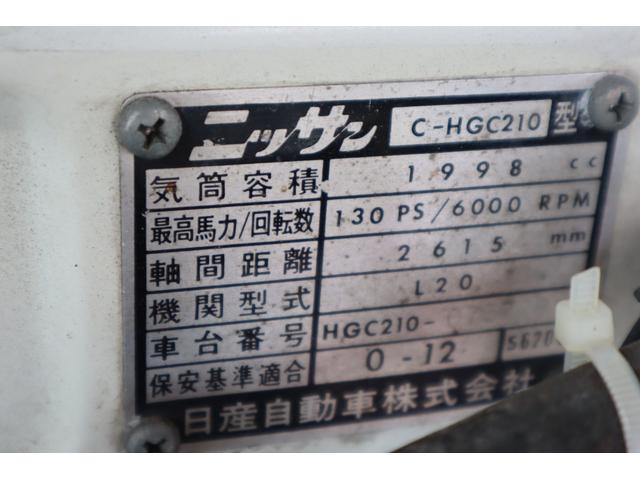 ニッサン C-HGC210 型
気筒容積 1998 cc
最高馬力/回転数 130 PS/6000 RPM
軸間距離 2615 mm
機関型式 L20
車台番号 HGC210-
保安基準適合 0-12
日産自動車株式会社